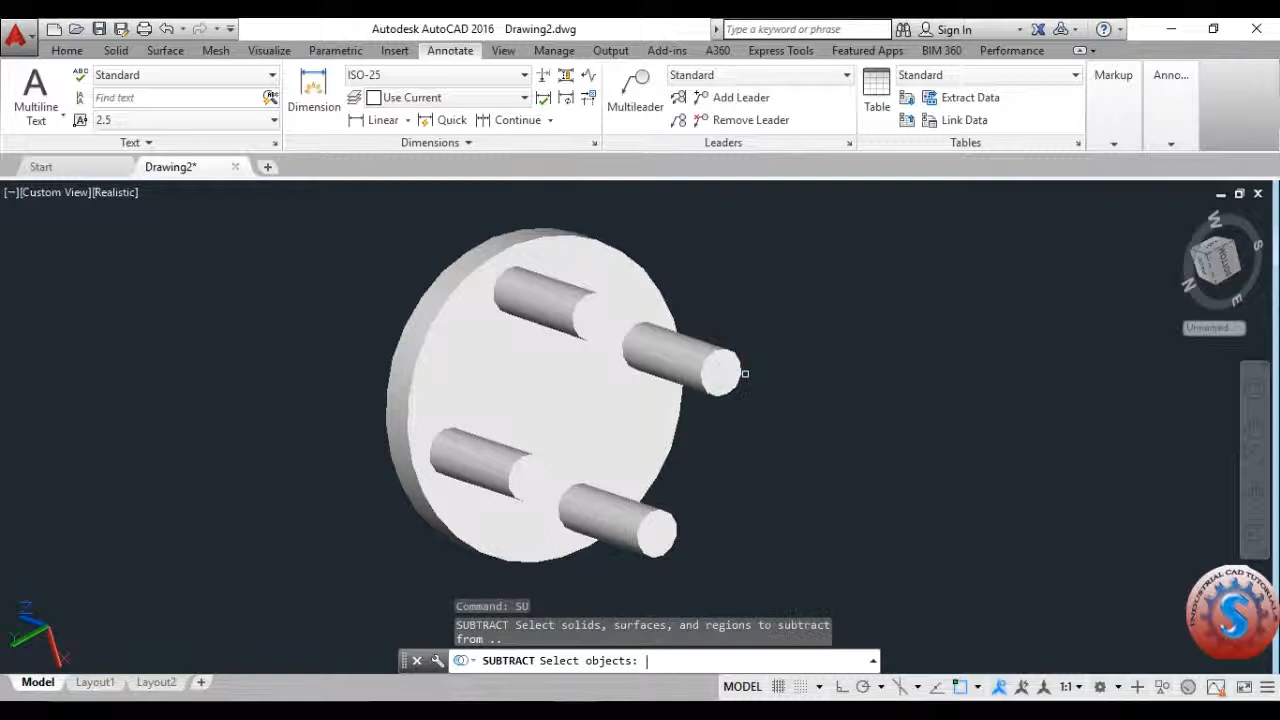 Autodesk AutoCAD 2016 Drawing2.dwg
Type a keyword or phrase
Sign In
Home Solid Surface Mesh Visualize Parametric Insert Annotate View Manage Output Add-ins A360 Express Tools Featured Apps BIM 360 Performance
Multiline Text
Standard
Find text
2.5
Text
Dimension
ISO-25
Use Current
Linear Quick Continue
Dimensions
Multileader
Standard
Add Leader
Remove Leader
Leaders
Table
Standard
Extract Data
Link Data
Tables
Markup
Anno...
Start Drawing2*
[−][Custom View][Realistic]
W
S
N
E
BOTTOM
Unnamed
Command: SU
SUBTRACT Select solids, surfaces, and regions to subtract
from ..
SUBTRACT Select objects:
Z
Y
X
INDUSTRIAL CAD TUTORIAL
S
Model Layout1 Layout2
MODEL
1:1